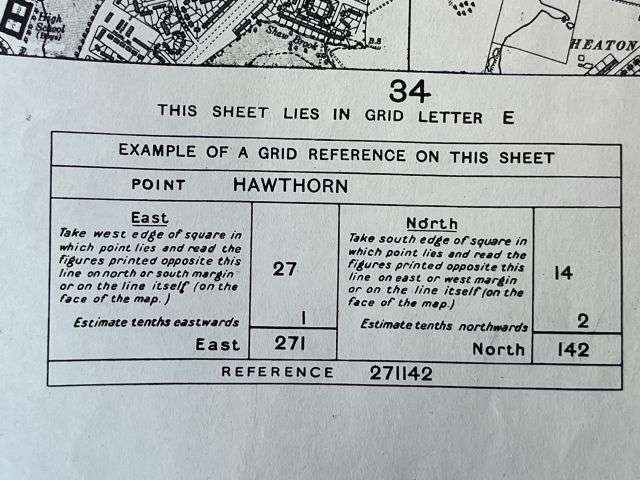 High
School
HEATON
B.B
34
THIS SHEET LIES IN GRID LETTER E
EXAMPLE OF A GRID REFERENCE ON THIS SHEET
POINT HAWTHORN
East
Take west edge of square in
which point lies and read the
figures printed opposite this
line on north or south margin
or on the line itself (on the
face of the map.)
27
Estimate tenths eastwards
1
East 271
North
Take south edge of square in
which point lies and read the
figures printed opposite this
line on east or west margin
or on the line itself (on the
face of the map.)
14
Estimate tenths northwards
2
North 142
REFERENCE 271142